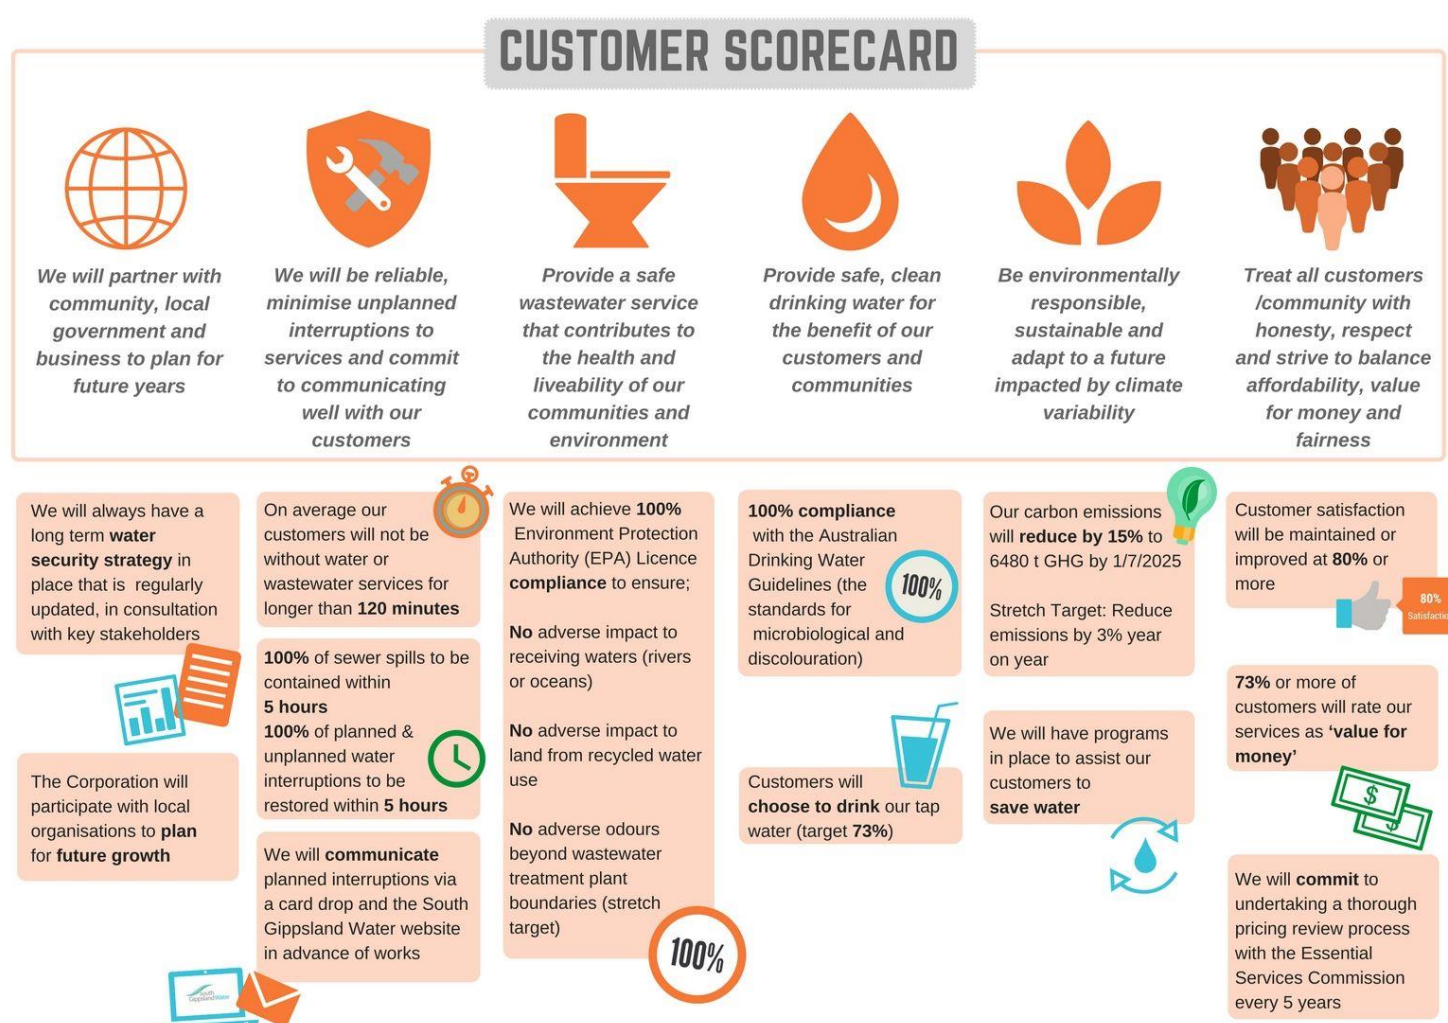 CUSTOMER SCORECARD
We will partner with
community, local
government and
business to plan for
future years
We will be reliable,
minimise unplanned
interruptions to
services and commit
to communicating
well with our
customers
Provide a safe
wastewater service
that contributes to
the health and
liveability of our
communities and
environment
Provide safe, clean
drinking water for
the benefit of our
customers and
communities
Be environmentally
responsible,
sustainable and
adapt to a future
impacted by climate
variability
Treat all customers
/community with
honesty, respect
and strive to balance
affordability, value
for money and
fairness
We will always have a
long term water
security strategy in
place that is regularly
updated, in consultation
with key stakeholders
The Corporation will
participate with local
organisations to plan
for future growth
On average our
customers will not be
without water or
wastewater services for
longer than 120 minutes
100% of sewer spills to be
contained within
5 hours
100% of planned &
unplanned water
interruptions to be
restored within 5 hours
We will communicate
planned interruptions via
a card drop and the South
Gippsland Water website
in advance of works
South
Gippsland Water
We will achieve 100%
Environment Protection
Authority (EPA) Licence
compliance to ensure;
No adverse impact to
receiving waters (rivers
or oceans)
No adverse impact to
land from recycled water
use
No adverse odours
beyond wastewater
treatment plant
boundaries (stretch
target)
100%
100% compliance
with the Australian
Drinking Water
Guidelines (the
standards for
microbiological and
discolouration)
100%
Customers will
choose to drink our tap
water (target 73%)
Our carbon emissions
will reduce by 15% to
6480 t GHG by 1/7/2025
Stretch Target: Reduce
emissions by 3% year
on year
We will have programs
in place to assist our
customers to
save water
Customer satisfaction
will be maintained or
improved at 80% or
more
80%
Satisfactio
73% or more of
customers will rate our
services as ‘value for
money’
$
$
We will commit to
undertaking a thorough
pricing review process
with the Essential
Services Commission
every 5 years